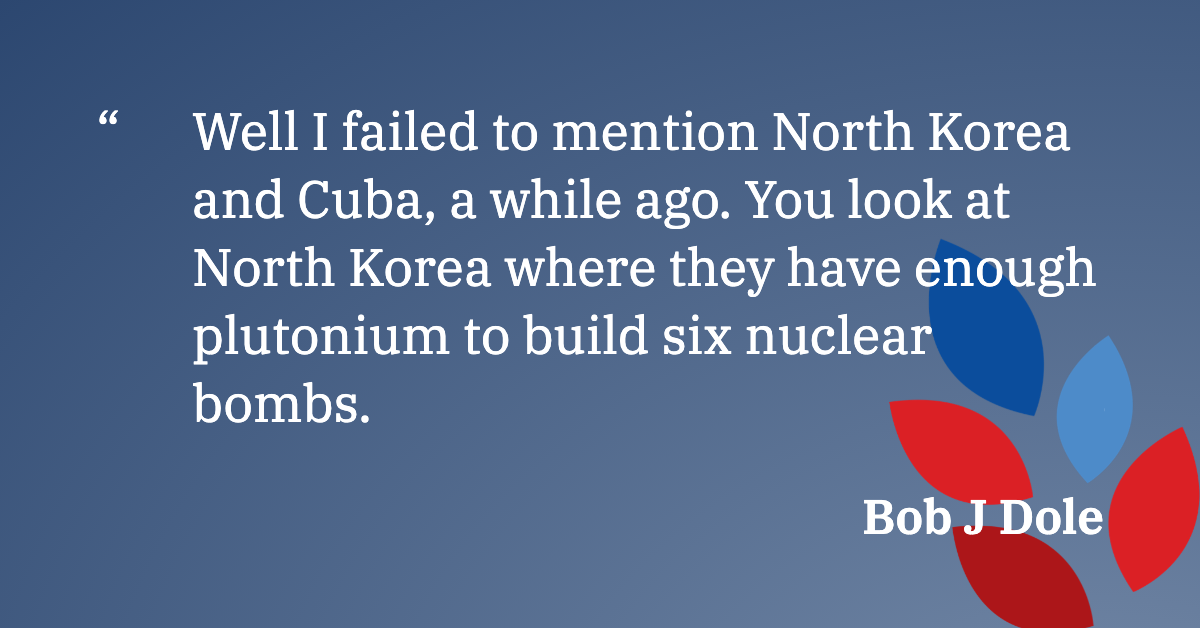 “ Well I failed to mention North Korea
and Cuba, a while ago. You look at
North Korea where they have enough
plutonium to build six nuclear
bombs.
Bob J Dole